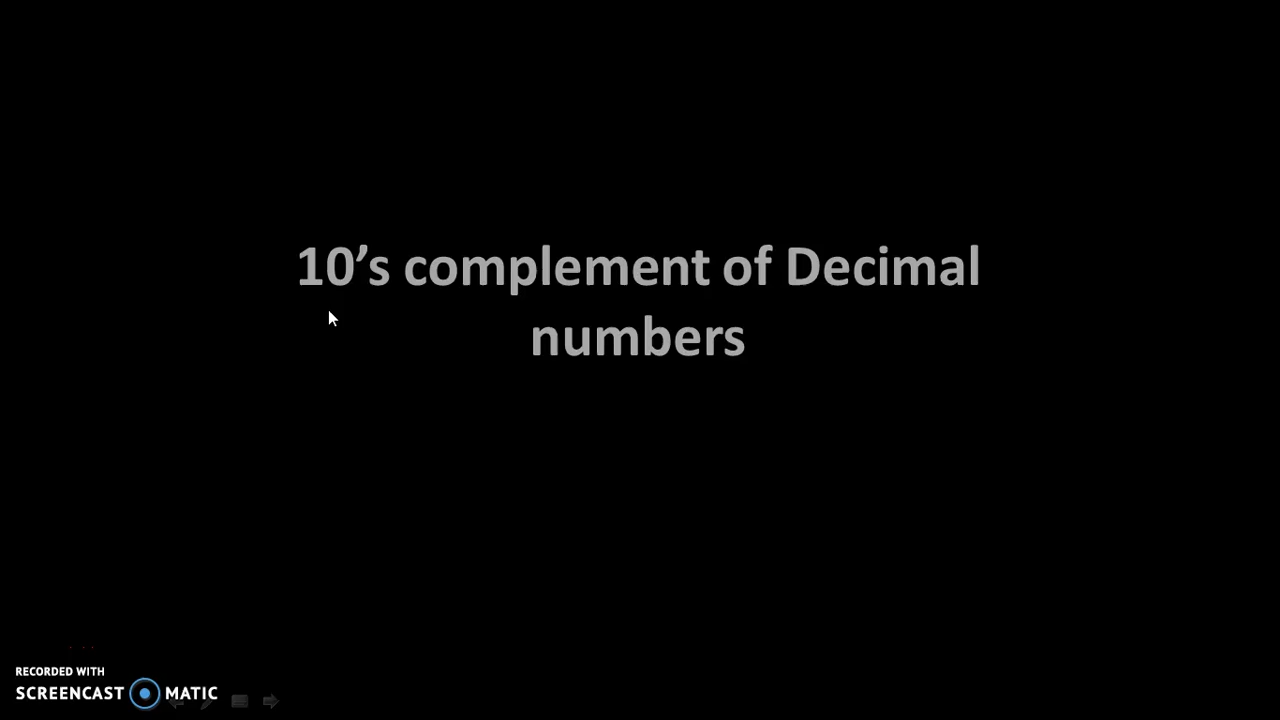 10’s complement of Decimal
numbers
RECORDED WITH
SCREENCAST MATIC